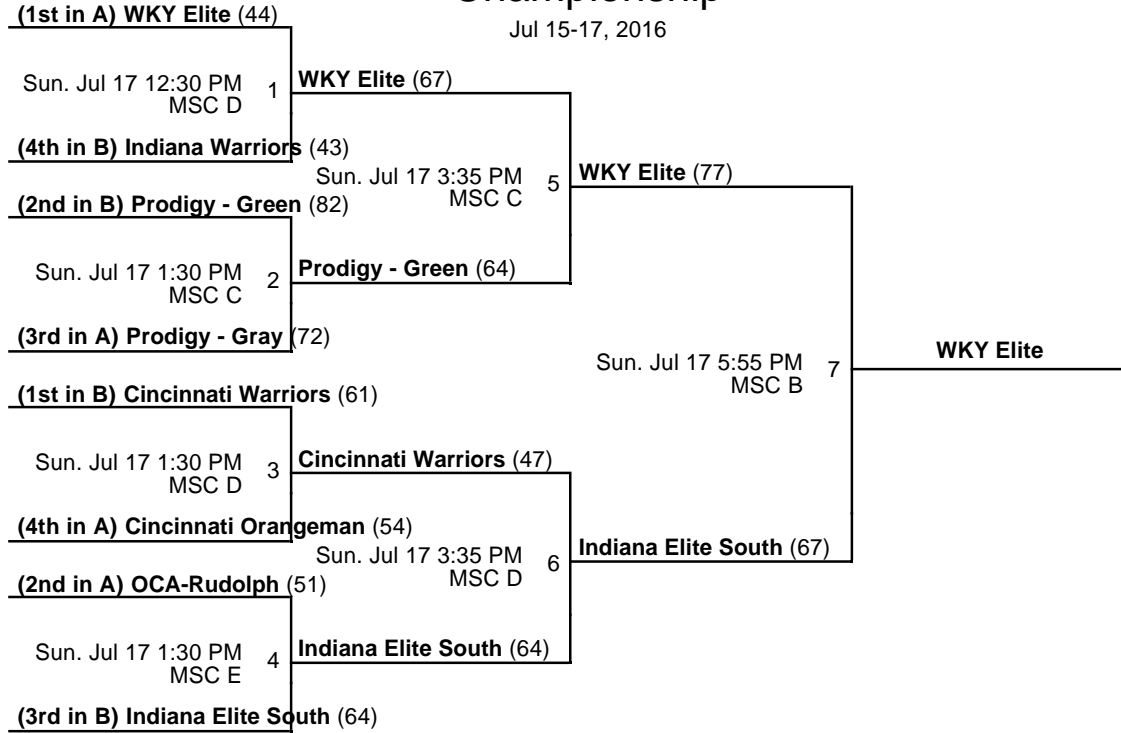 Championship
Jul 15-17, 2016
(1st in A) WKY Elite (44)
Sun. Jul 17 12:30 PM
MSC D
1
WKY Elite (67)
(4th in B) Indiana Warriors (43)
Sun. Jul 17 3:35 PM
MSC C
5
WKY Elite (77)
(2nd in B) Prodigy - Green (82)
Sun. Jul 17 1:30 PM
MSC C
2
Prodigy - Green (64)
(3rd in A) Prodigy - Gray (72)
Sun. Jul 17 5:55 PM
MSC B
7
WKY Elite
(1st in B) Cincinnati Warriors (61)
Sun. Jul 17 1:30 PM
MSC D
3
Cincinnati Warriors (47)
(4th in A) Cincinnati Orangeman (54)
Sun. Jul 17 3:35 PM
MSC D
6
Indiana Elite South (67)
(2nd in A) OCA-Rudolph (51)
Sun. Jul 17 1:30 PM
MSC E
4
Indiana Elite South (64)
(3rd in B) Indiana Elite South (64)